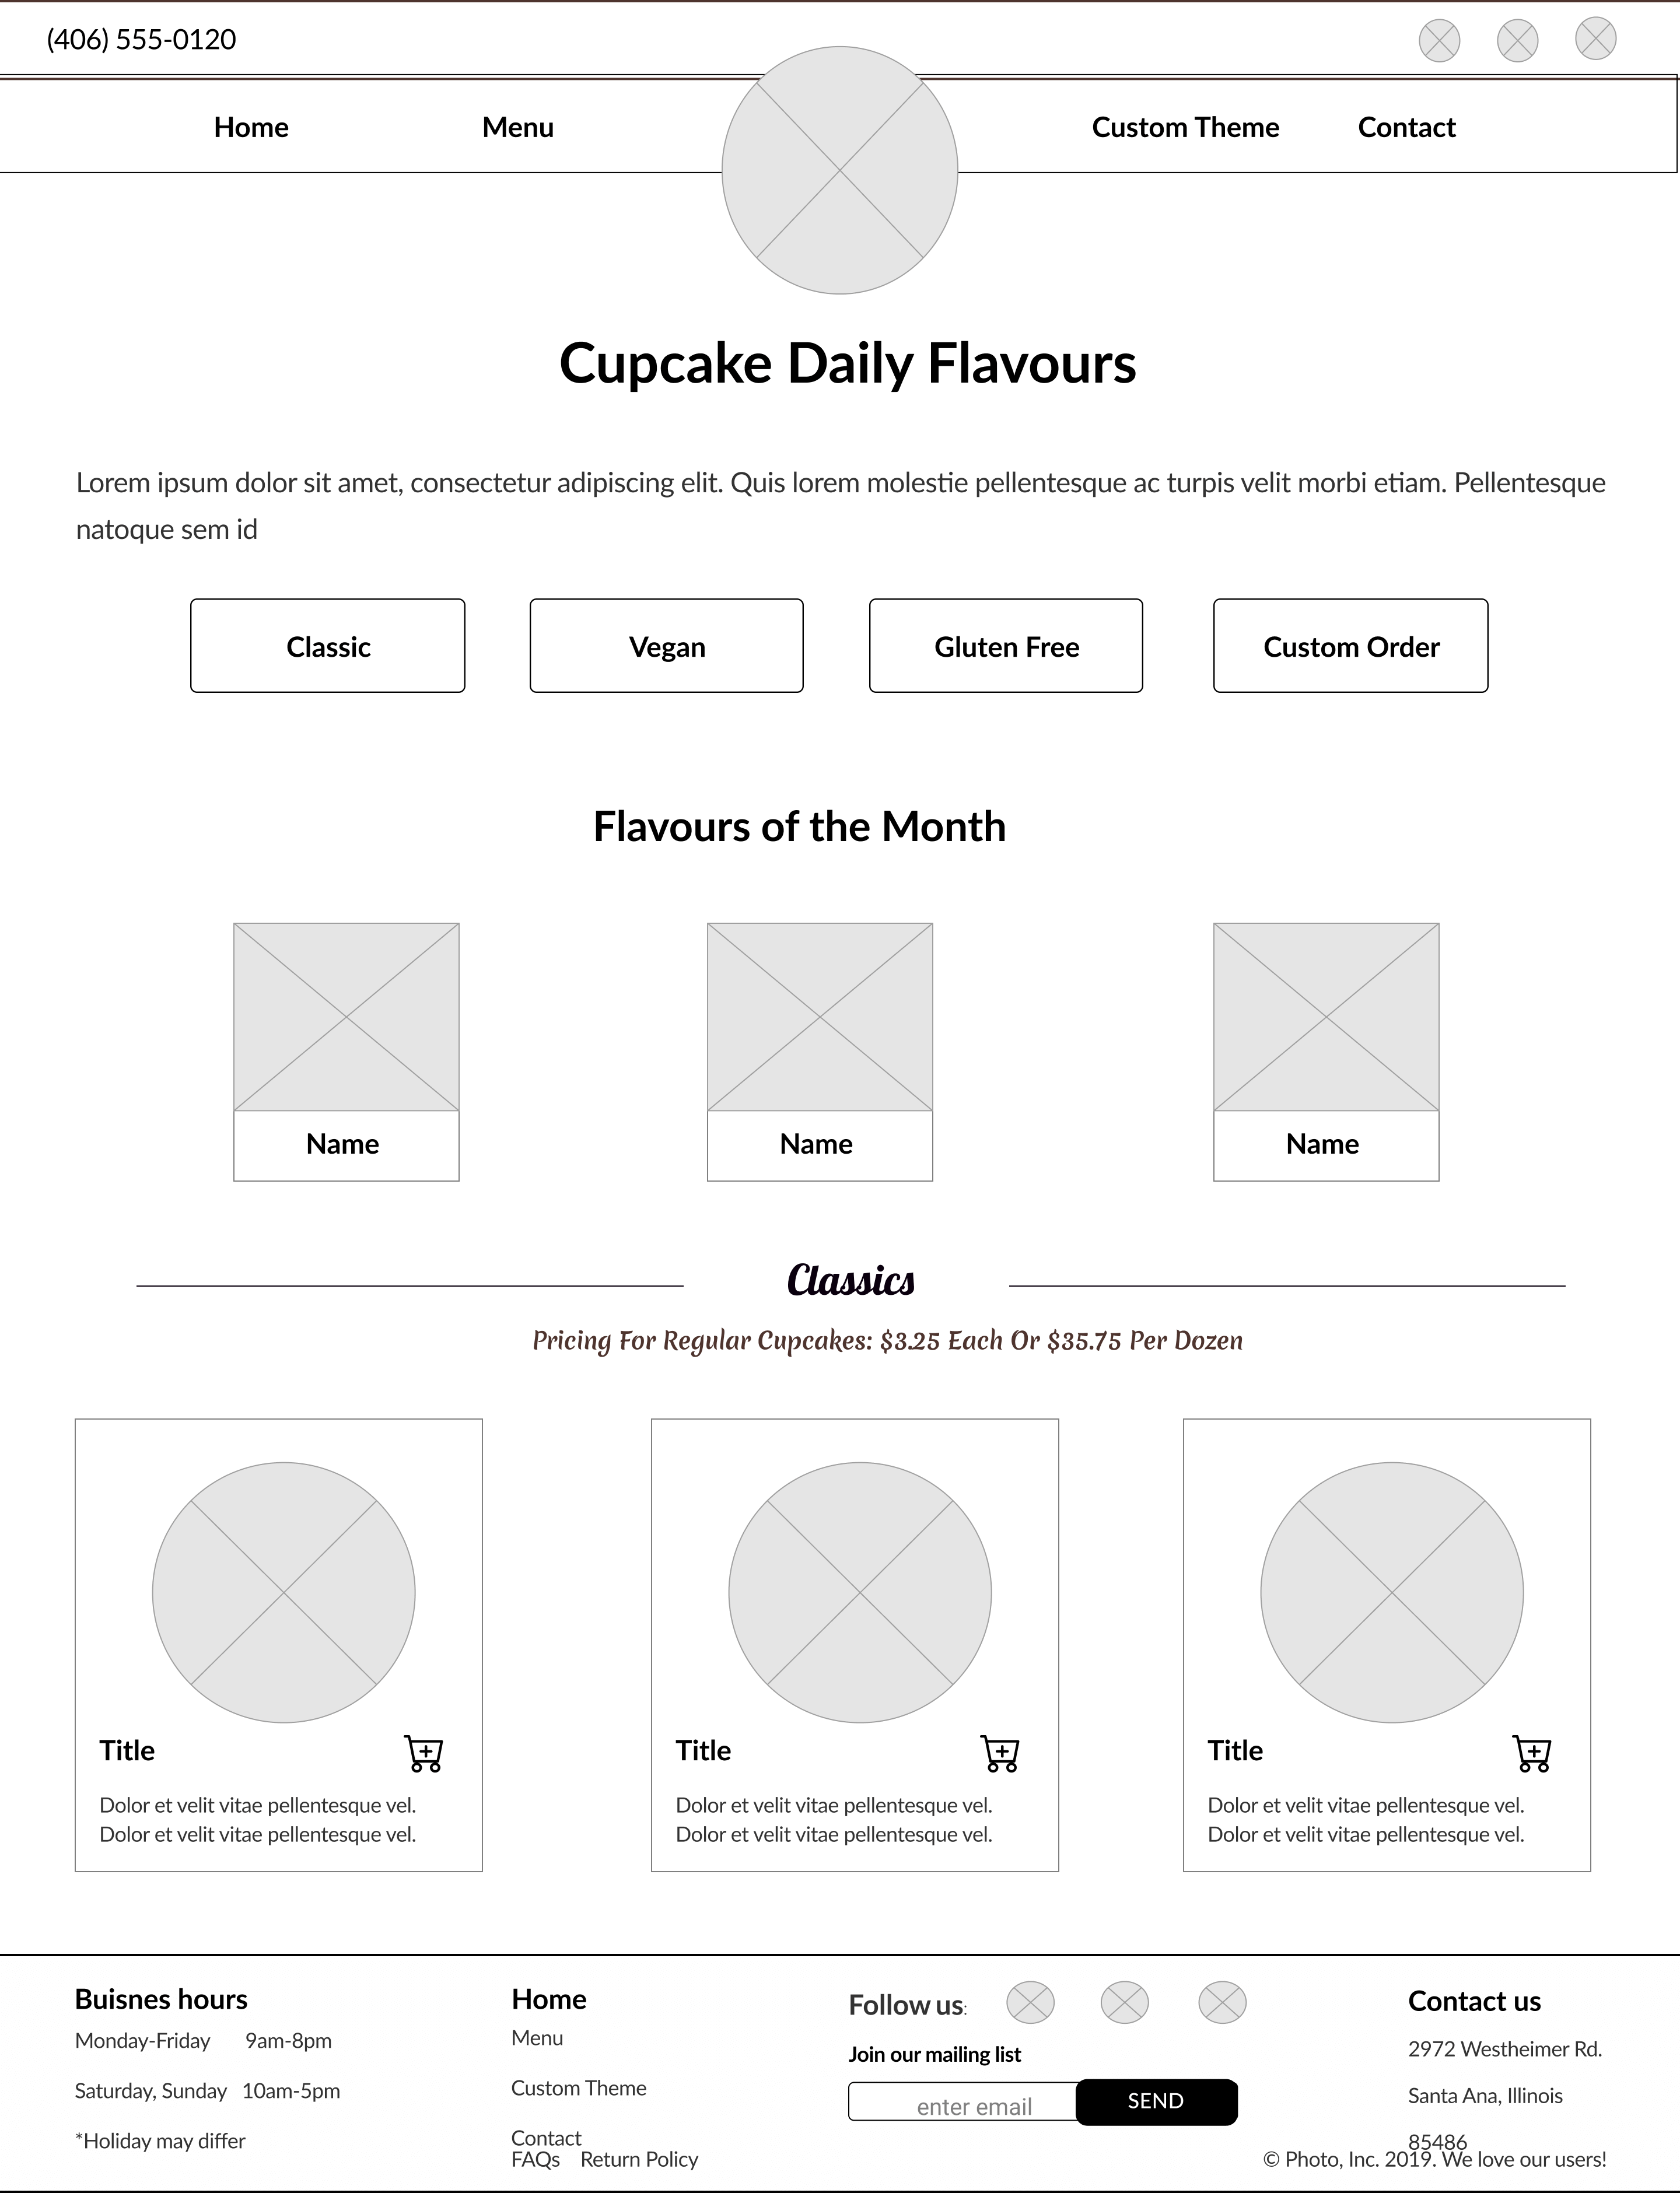 (406) 555-0120
Home Menu Custom Theme Contact
Cupcake Daily Flavours
Lorem ipsum dolor sit amet, consectetur adipiscing elit. Quis lorem molestie pellentesque ac turpis velit morbi etiam. Pellentesque
natoque sem id
Classic Vegan Gluten Free Custom Order
Flavours of the Month
Name Name Name
Classics
Pricing For Regular Cupcakes: $3.25 Each Or $35.75 Per Dozen
Title
Dolor et velit vitae pellentesque vel.
Dolor et velit vitae pellentesque vel.
Title
Dolor et velit vitae pellentesque vel.
Dolor et velit vitae pellentesque vel.
Title
Dolor et velit vitae pellentesque vel.
Dolor et velit vitae pellentesque vel.
Buisnes hours
Monday-Friday 9am-8pm
Saturday, Sunday 10am-5pm
*Holiday may differ
Home
Menu
Custom Theme
Contact
FAQs Return Policy
Follow us:
Join our mailing list
enter email SEND
Contact us
2972 Westheimer Rd.
Santa Ana, Illinois
85486
© Photo, Inc. 2019. We love our users!